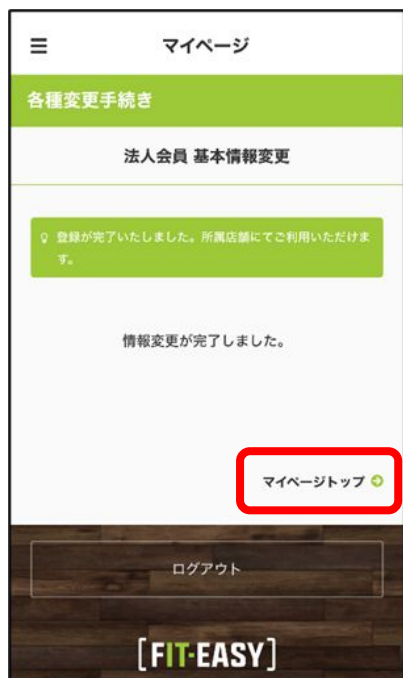 マイページ
各種変更手続き
法人会員 基本情報変更
登録が完了いたしました。所属店舗にてご利用いただけま
す。
情報変更が完了しました。
マイページトップ
ログアウト
[FIT-EASY]